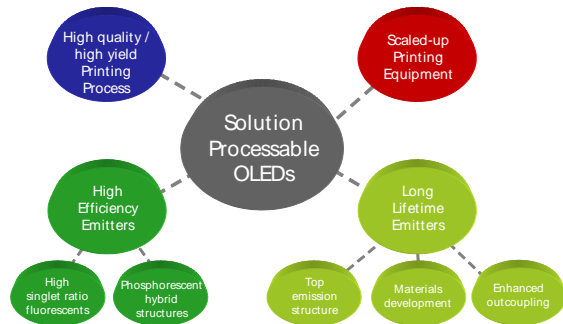 High quality /
high yield
Printing
Process
Scaled-up
Printing
Equipment
Solution
Processable
OLEDs
High
Efficiency
Emitters
Long
Lifetime
Emitters
High
singlet ratio
fluorescents
Phosphorescent
hybrid
structures
Top
emission
structure
Materials
development
Enhanced
outcoupling